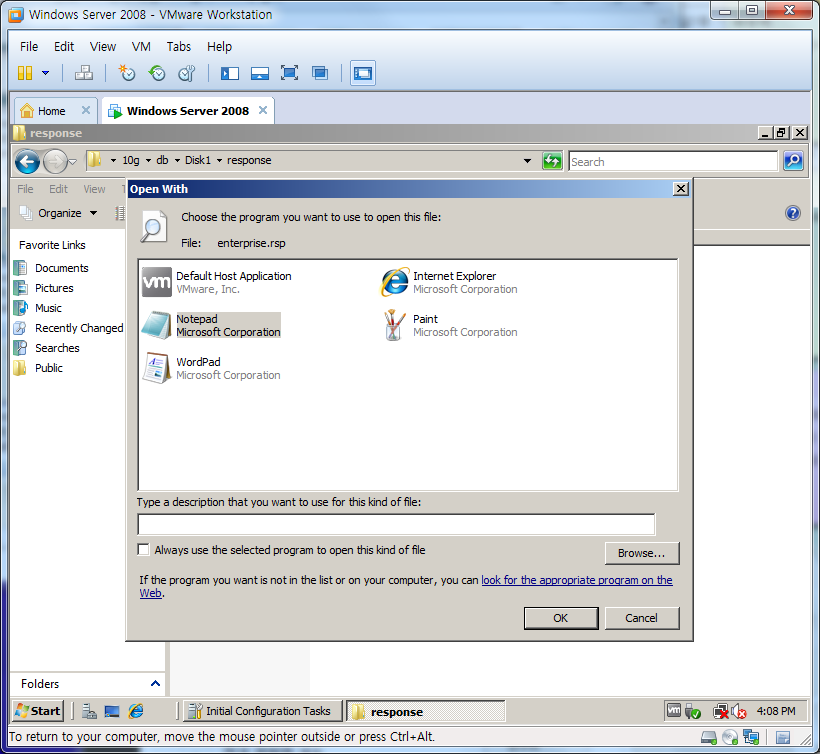 Windows Server 2008 - VMware Workstation
File Edit View VM Tabs Help
Home
Windows Server 2008
response
10g db Disk1 response
Search
File Edit View
Organize
Open With
Choose the program you want to use to open this file:
File: enterprise.rsp
Favorite Links
Documents
Pictures
Music
Recently Changed
Searches
Public
vm
Default Host Application
VMware, Inc.
Internet Explorer
Microsoft Corporation
Notepad
Microsoft Corporation
Paint
Microsoft Corporation
WordPad
Microsoft Corporation
Type a description that you want to use for this kind of file:
Always use the selected program to open this kind of file
Browse...
If the program you want is not in the list or on your computer, you can look for the appropriate program on the
Web.
OK
Cancel
Folders
Start
Initial Configuration Tasks
response
vm
4:08 PM
To return to your computer, move the mouse pointer outside or press Ctrl+Alt.